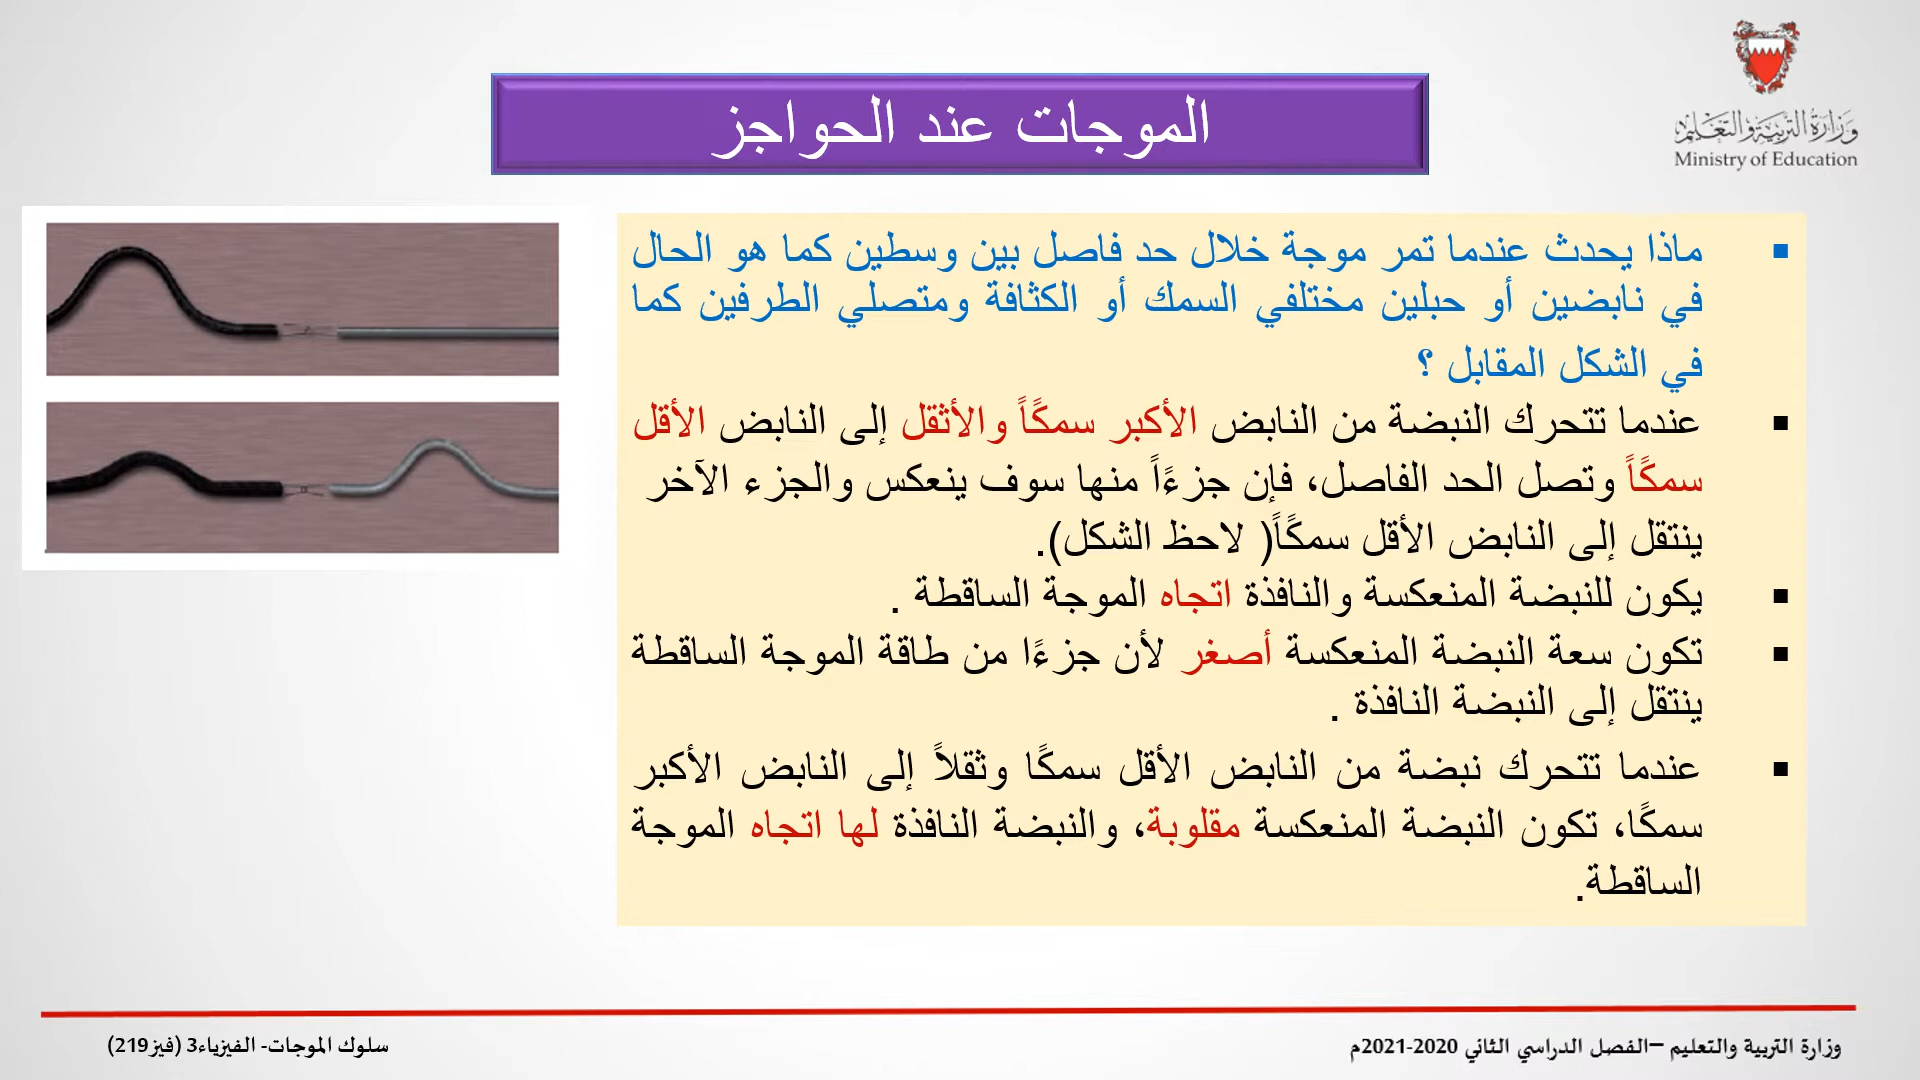 وزارة التربية والتعليم
Ministry of Education
الموجات عند الحواجز
▪ ماذا يحدث عندما تمر موجة خلال حد فاصل بين وسطين كما هو الحال
في نابضين أو حبلين مختلفي السمك أو الكثافة ومتصلي الطرفين كما
في الشكل المقابل ؟
▪ عندما تتحرك النبضة من النابض الأكبر سمكًاً والأثقل إلى النابض الأقل
سمكًاً وتصل الحد الفاصل، فإن جزءًاً منها سوف ينعكس والجزء الآخر
ينتقل إلى النابض الأقل سمكًاً( لاحظ الشكل).
▪ يكون للنبضة المنعكسة والنافذة اتجاه الموجة الساقطة .
▪ تكون سعة النبضة المنعكسة أصغر لأن جزءًا من طاقة الموجة الساقطة
ينتقل إلى النبضة النافذة .
▪ عندما تتحرك نبضة من النابض الأقل سمكًا وثقلاً إلى النابض الأكبر
سمكًا، تكون النبضة المنعكسة مقلوبة، والنبضة النافذة لها اتجاه الموجة
الساقطة.
وزارة التربية والتعليم –الفصل الدراسي الثاني 2020-2021م
سلوك الموجات- الفيزياء3 (فيز219)